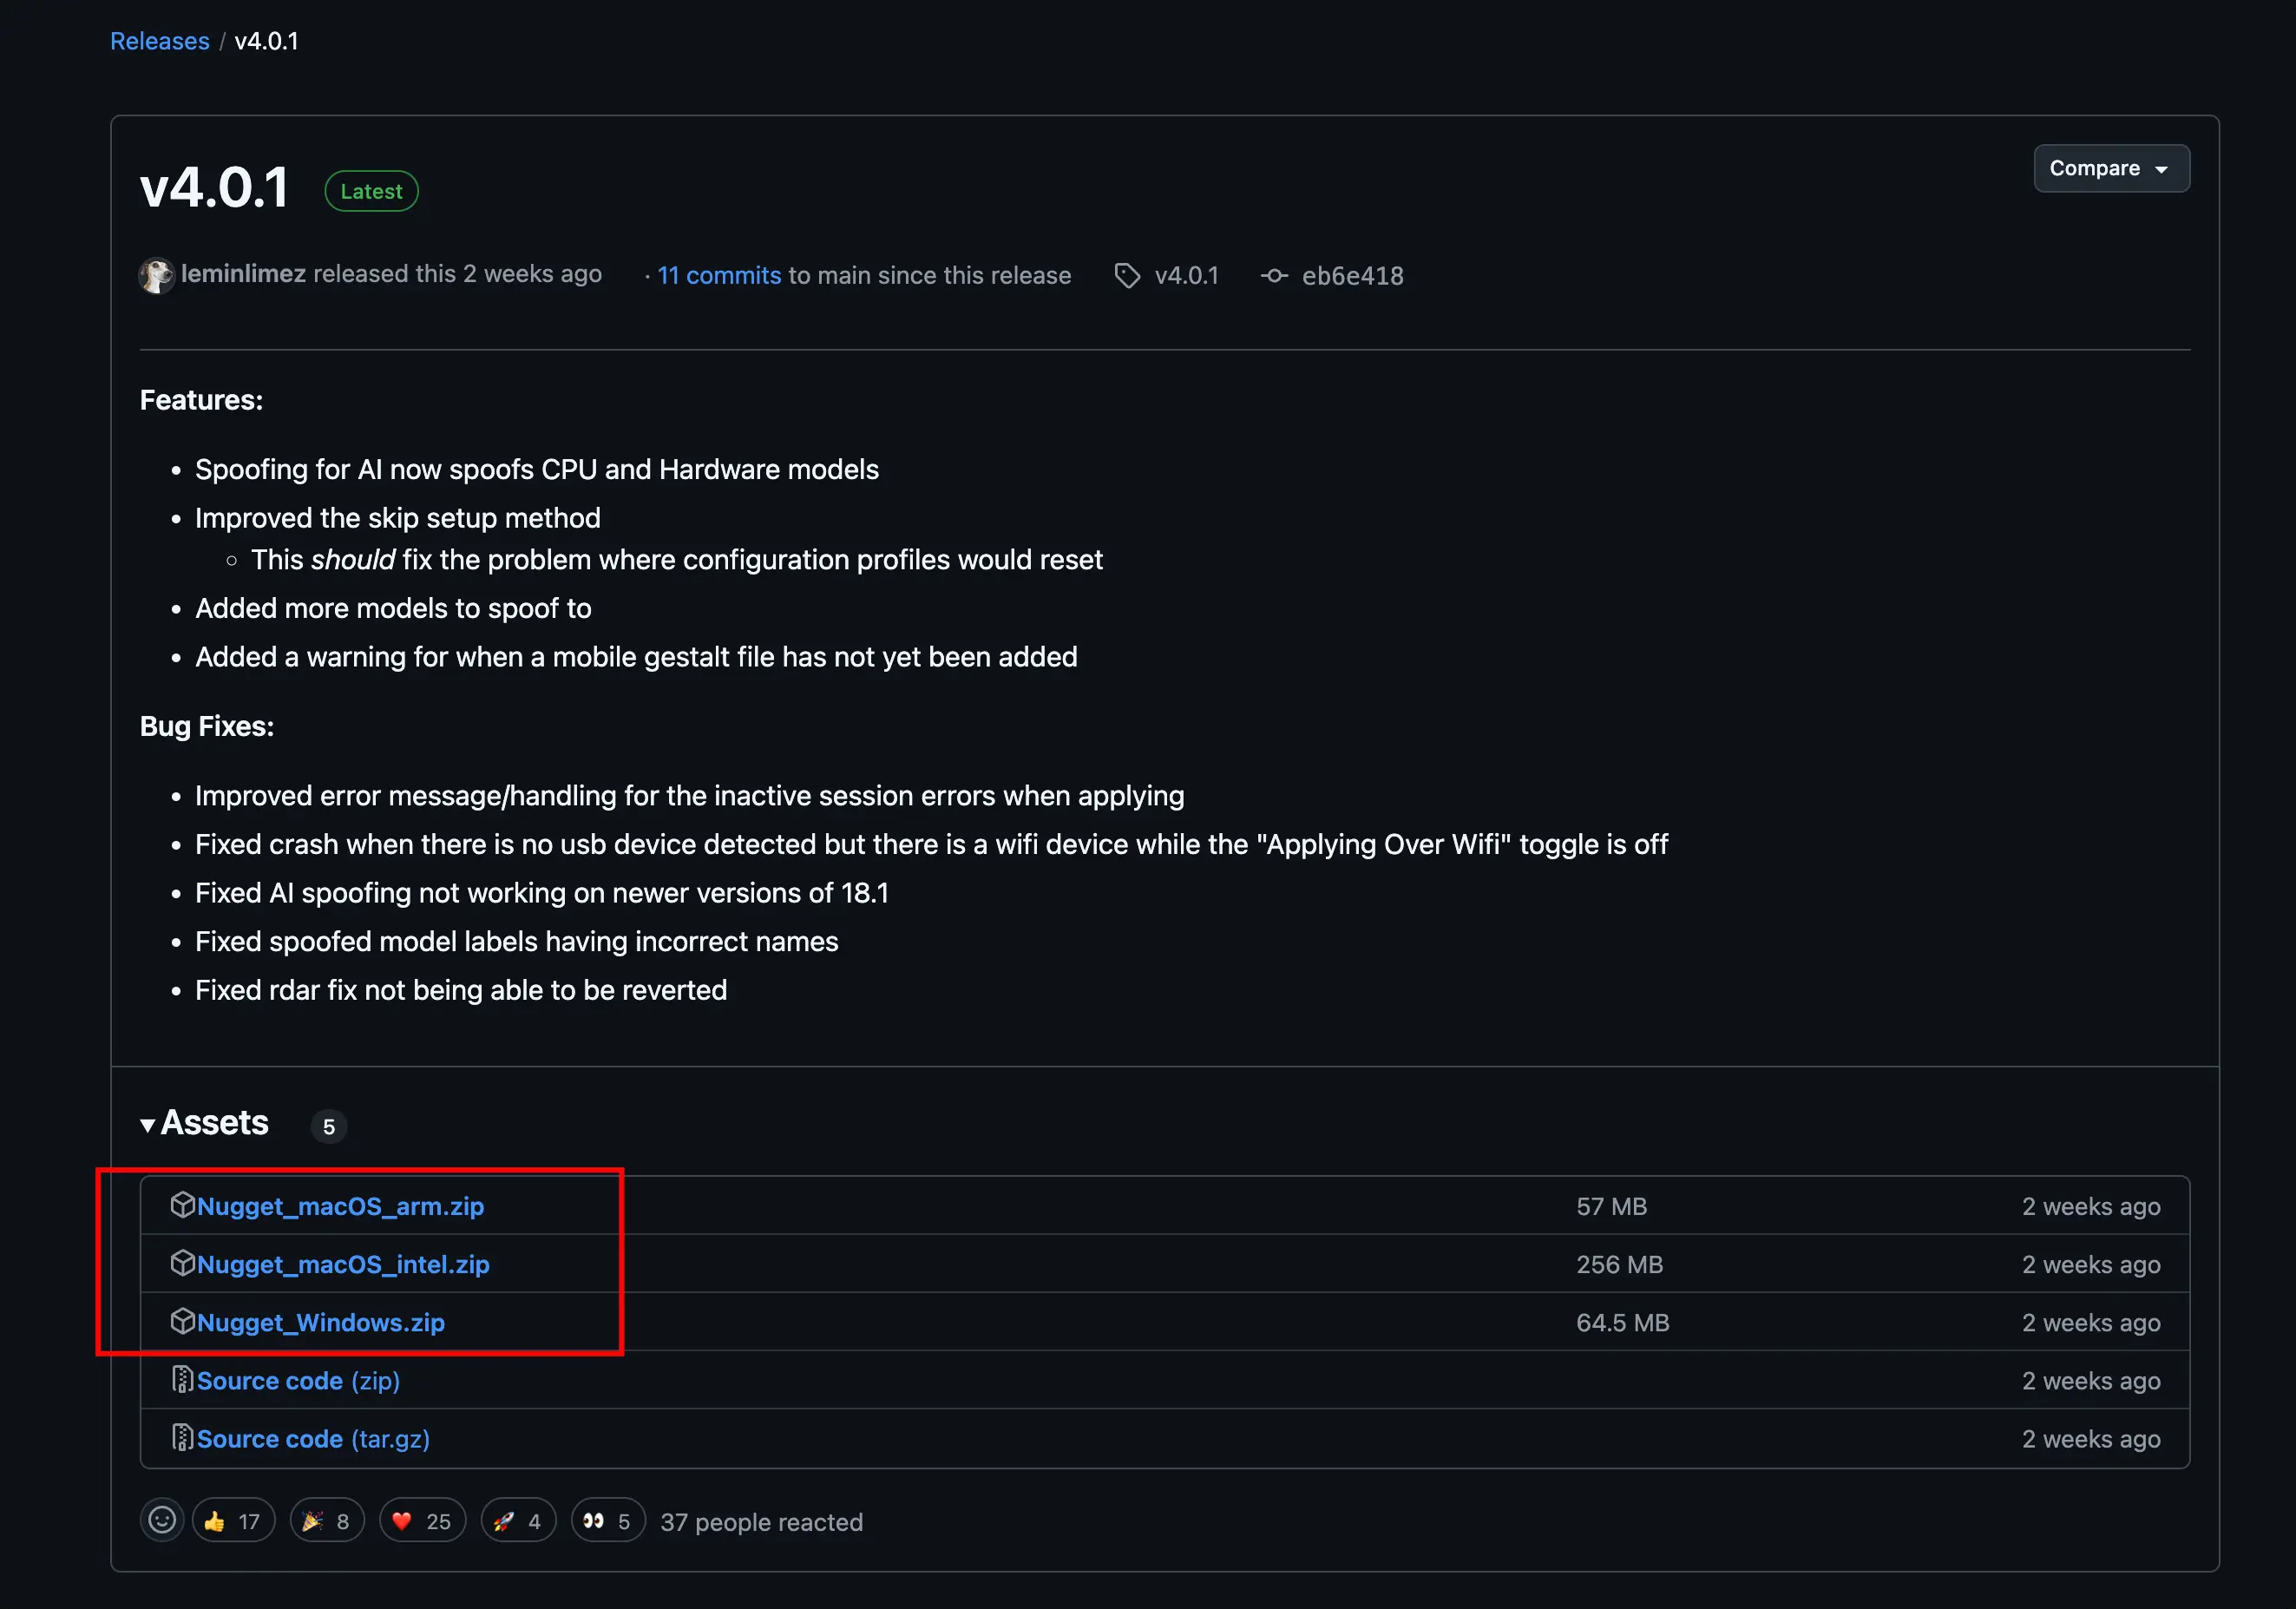 Releases / v4.0.1
v4.0.1 Latest Compare
leminlimez released this 2 weeks ago · 11 commits to main since this release v4.0.1 eb6e418
Features:
• Spoofing for AI now spoofs CPU and Hardware models
• Improved the skip setup method
◦ This should fix the problem where configuration profiles would reset
• Added more models to spoof to
• Added a warning for when a mobile gestalt file has not yet been added
Bug Fixes:
• Improved error message/handling for the inactive session errors when applying
• Fixed crash when there is no usb device detected but there is a wifi device while the "Applying Over Wifi" toggle is off
• Fixed AI spoofing not working on newer versions of 18.1
• Fixed spoofed model labels having incorrect names
• Fixed rdar fix not being able to be reverted
Assets 5
Nugget_macOS_arm.zip 57 MB 2 weeks ago
Nugget_macOS_intel.zip 256 MB 2 weeks ago
Nugget_Windows.zip 64.5 MB 2 weeks ago
Source code (zip) 2 weeks ago
Source code (tar.gz) 2 weeks ago
👍 17 🎉 8 ❤️ 25 🚀 4 👀 5 37 people reacted